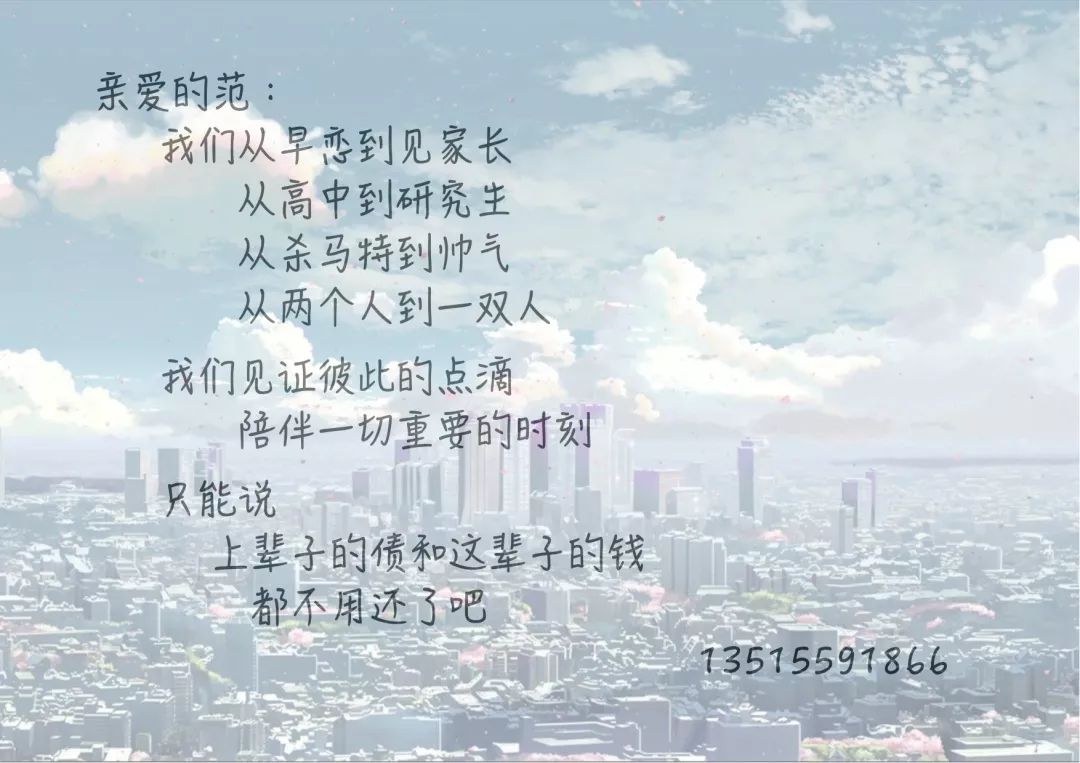 亲爱的范：
我们从早恋到见家长
从高中到研究生
从杀马特到帅气
从两个人到一双人
我们见证彼此的点滴
陪伴一切重要的时刻
只能说
上辈子的债和这辈子的钱
都不用还了吧
13515591866